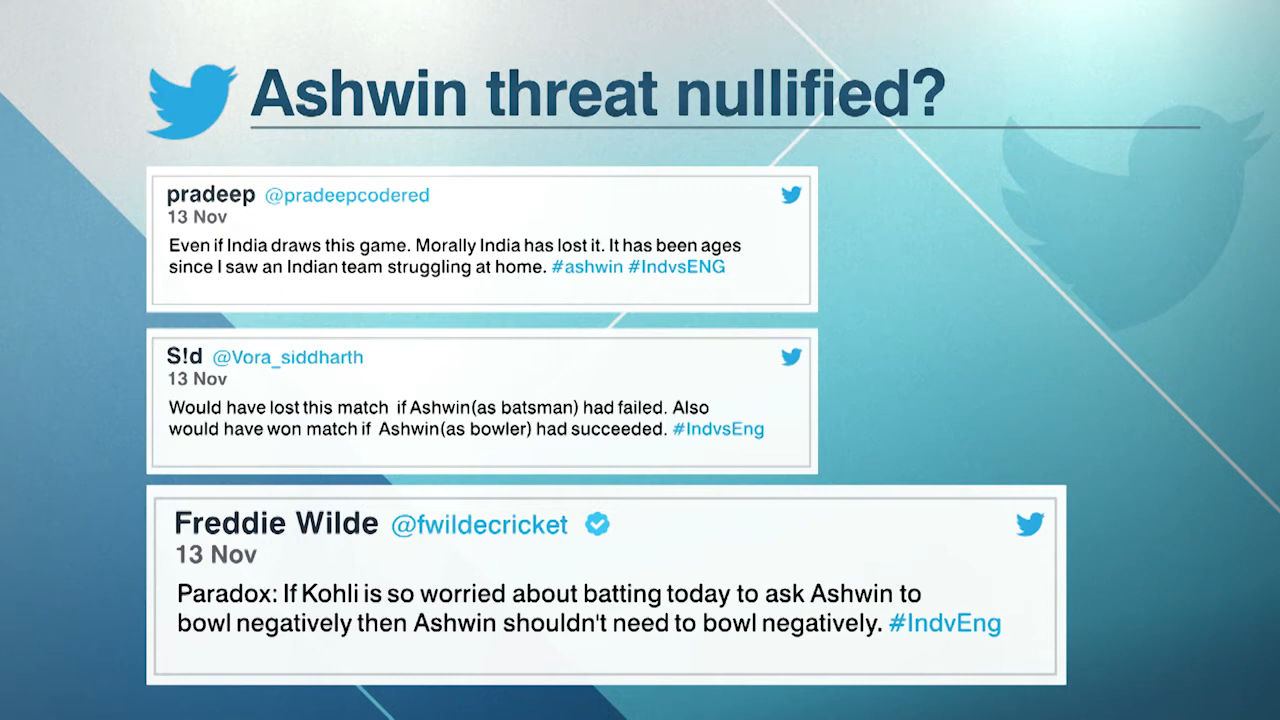 Ashwin threat nullified?
pradeep @pradeepcodered
13 Nov
Even if India draws this game. Morally India has lost it. It has been ages
since I saw an Indian team struggling at home. #ashwin #IndvsENG
S!d @Vora_siddharth
13 Nov
Would have lost this match if Ashwin(as batsman) had failed. Also
would have won match if Ashwin(as bowler) had succeeded. #IndvsEng
Freddie Wilde @fwildecricket
13 Nov
Paradox: If Kohli is so worried about batting today to ask Ashwin to
bowl negatively then Ashwin shouldn't need to bowl negatively. #IndvEng